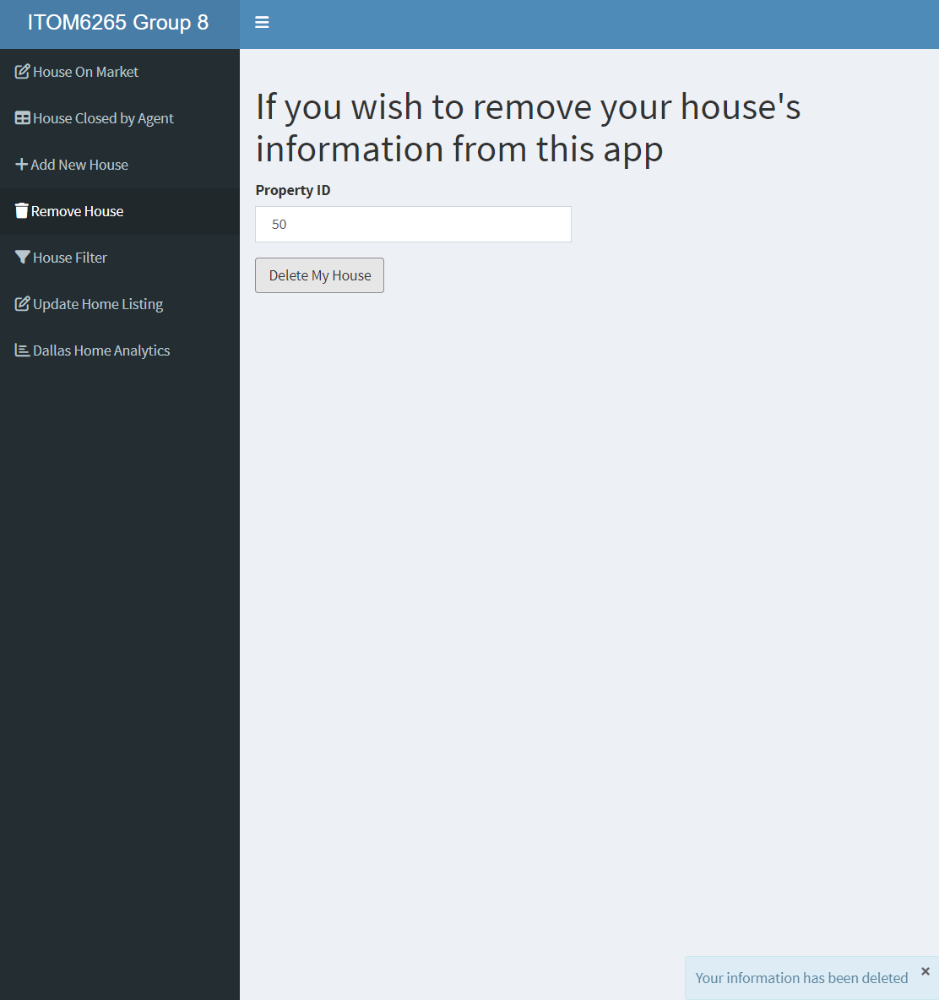 ITOM6265 Group 8
House On Market
House Closed by Agent
Add New House
Remove House
House Filter
Update Home Listing
Dallas Home Analytics
If you wish to remove your house's
information from this app
Property ID
50
Delete My House
Your information has been deleted ×